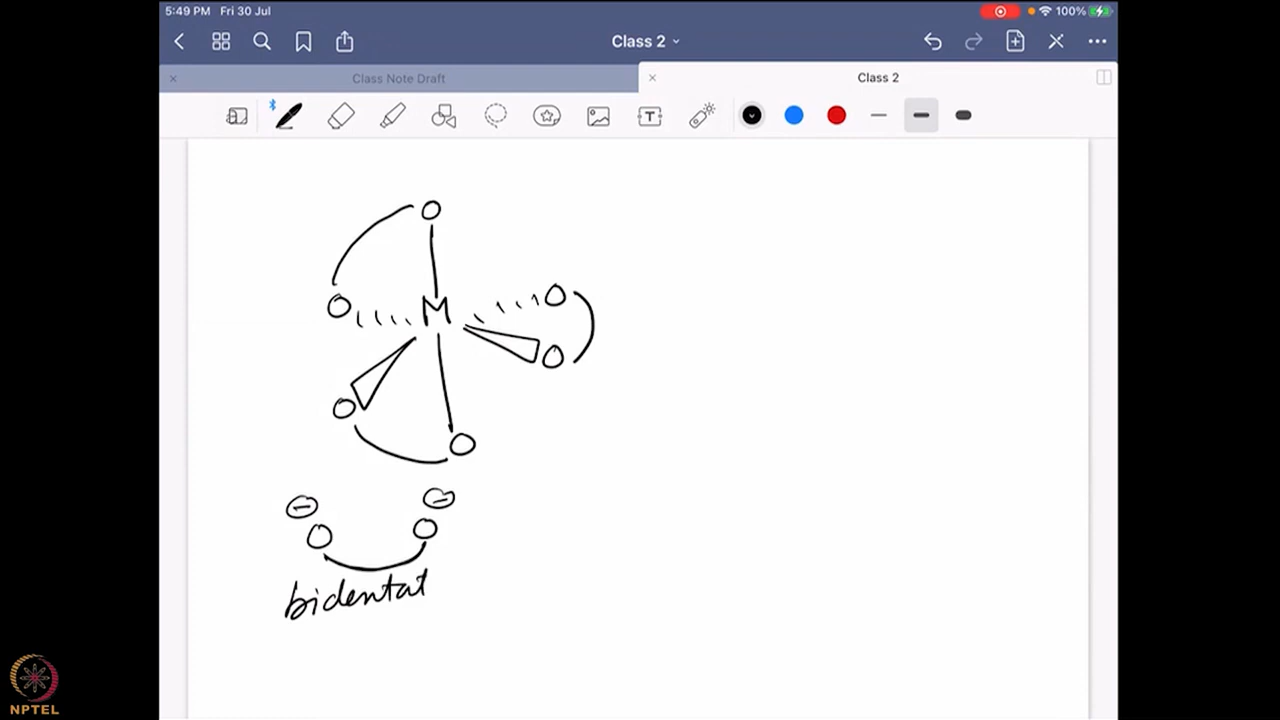 5:49 PM Fri 30 Jul
100%
Class 2
Class Note Draft
Class 2
T
O
O M O
O
O
O
− −
O O
bidentat
NPTEL